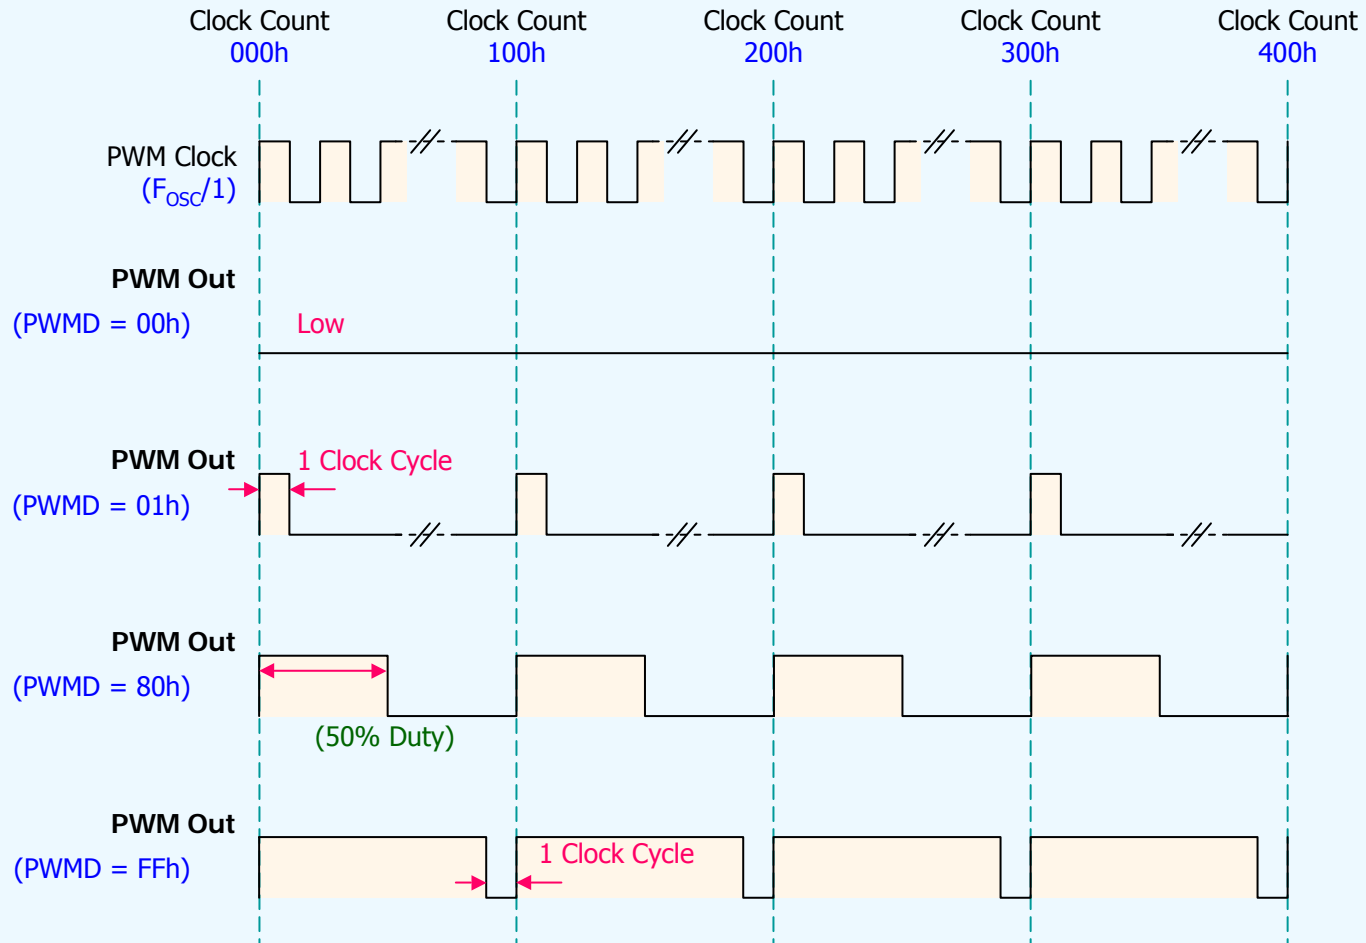 Clock Count Clock Count Clock Count Clock Count Clock Count
000h 100h 200h 300h 400h
PWM Clock
(FOSC/1)
PWM Out
(PWMD = 00h) Low
PWM Out 1 Clock Cycle
(PWMD = 01h)
PWM Out
(PWMD = 80h)
(50% Duty)
PWM Out
1 Clock Cycle
(PWMD = FFh)